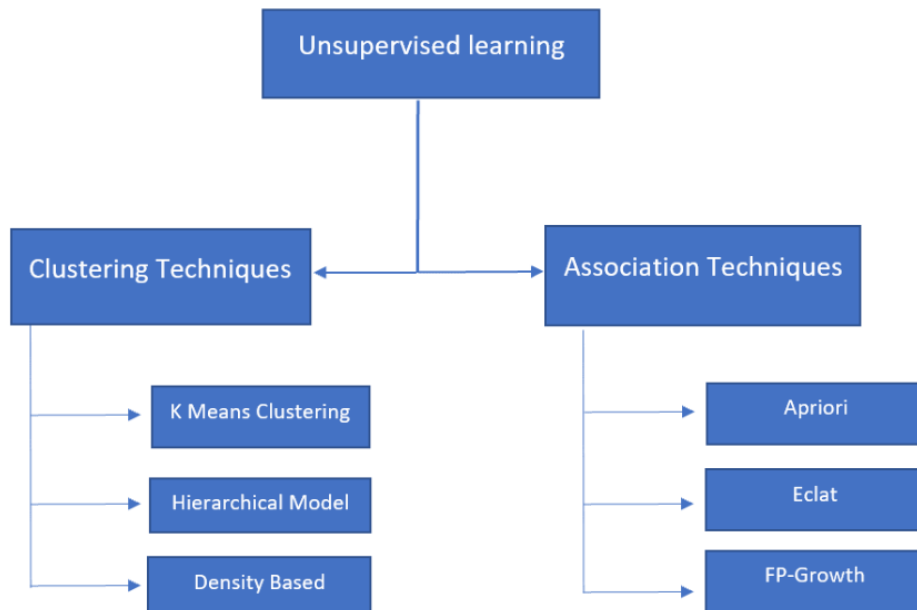 Unsupervised learning
Clustering Techniques
Association Techniques
K Means Clustering
Hierarchical Model
Density Based
Apriori
Eclat
FP-Growth